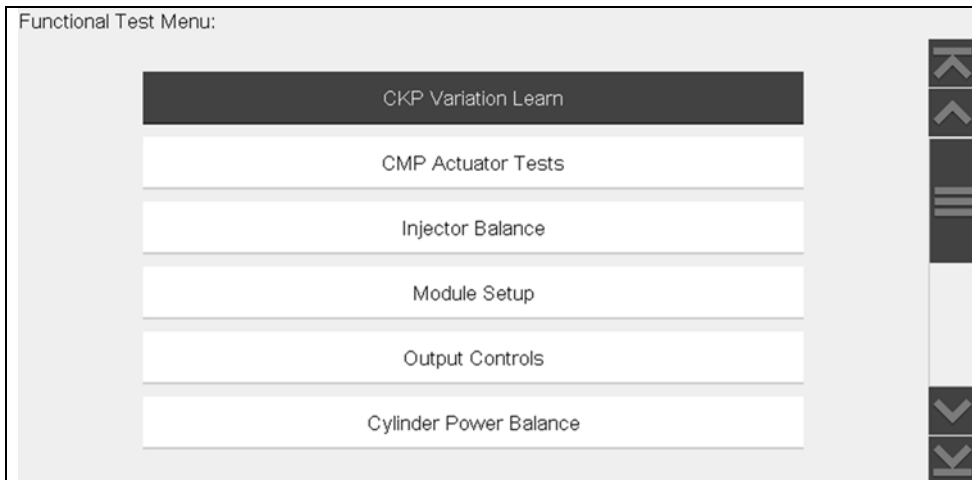 Functional Test Menu:
CKP Variation Learn
CMP Actuator Tests
Injector Balance
Module Setup
Output Controls
Cylinder Power Balance